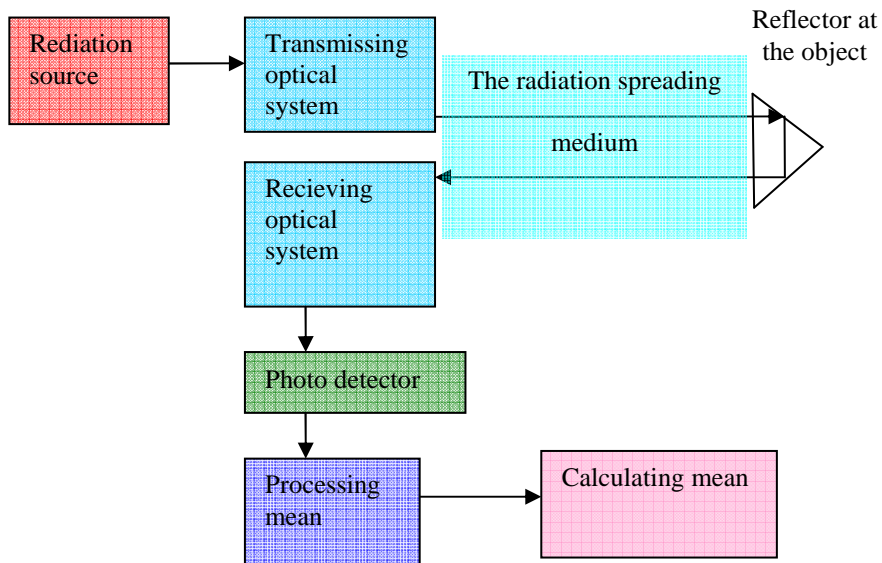 Rediation
source
Transmissing
optical
system
The radiation spreading
medium
Reflector at
the object
Recieving
optical
system
Photo detector
Processing
mean
Calculating mean